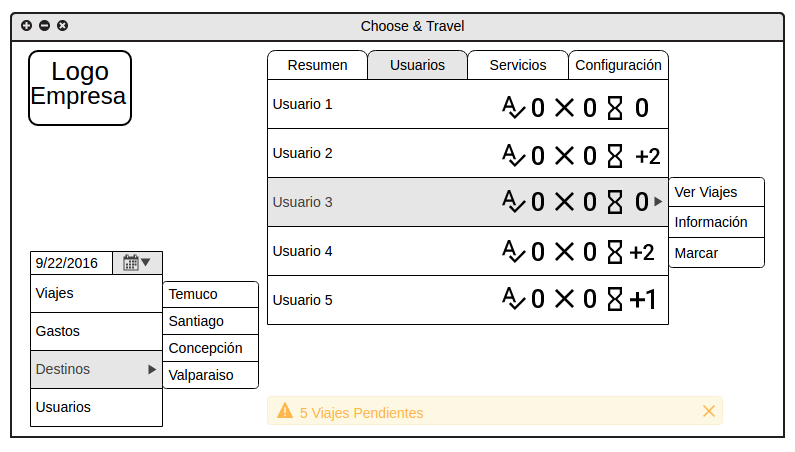 Choose & Travel
Logo
Empresa
Resumen Usuarios Servicios Configuración
Usuario 1 0 0 0
Usuario 2 0 0 +2
Usuario 3 0 0 0
Usuario 4 0 0 +2
Usuario 5 0 0 +1
Ver Viajes
Información
Marcar
9/22/2016
Viajes
Gastos
Destinos
Usuarios
Temuco
Santiago
Concepción
Valparaiso
5 Viajes Pendientes